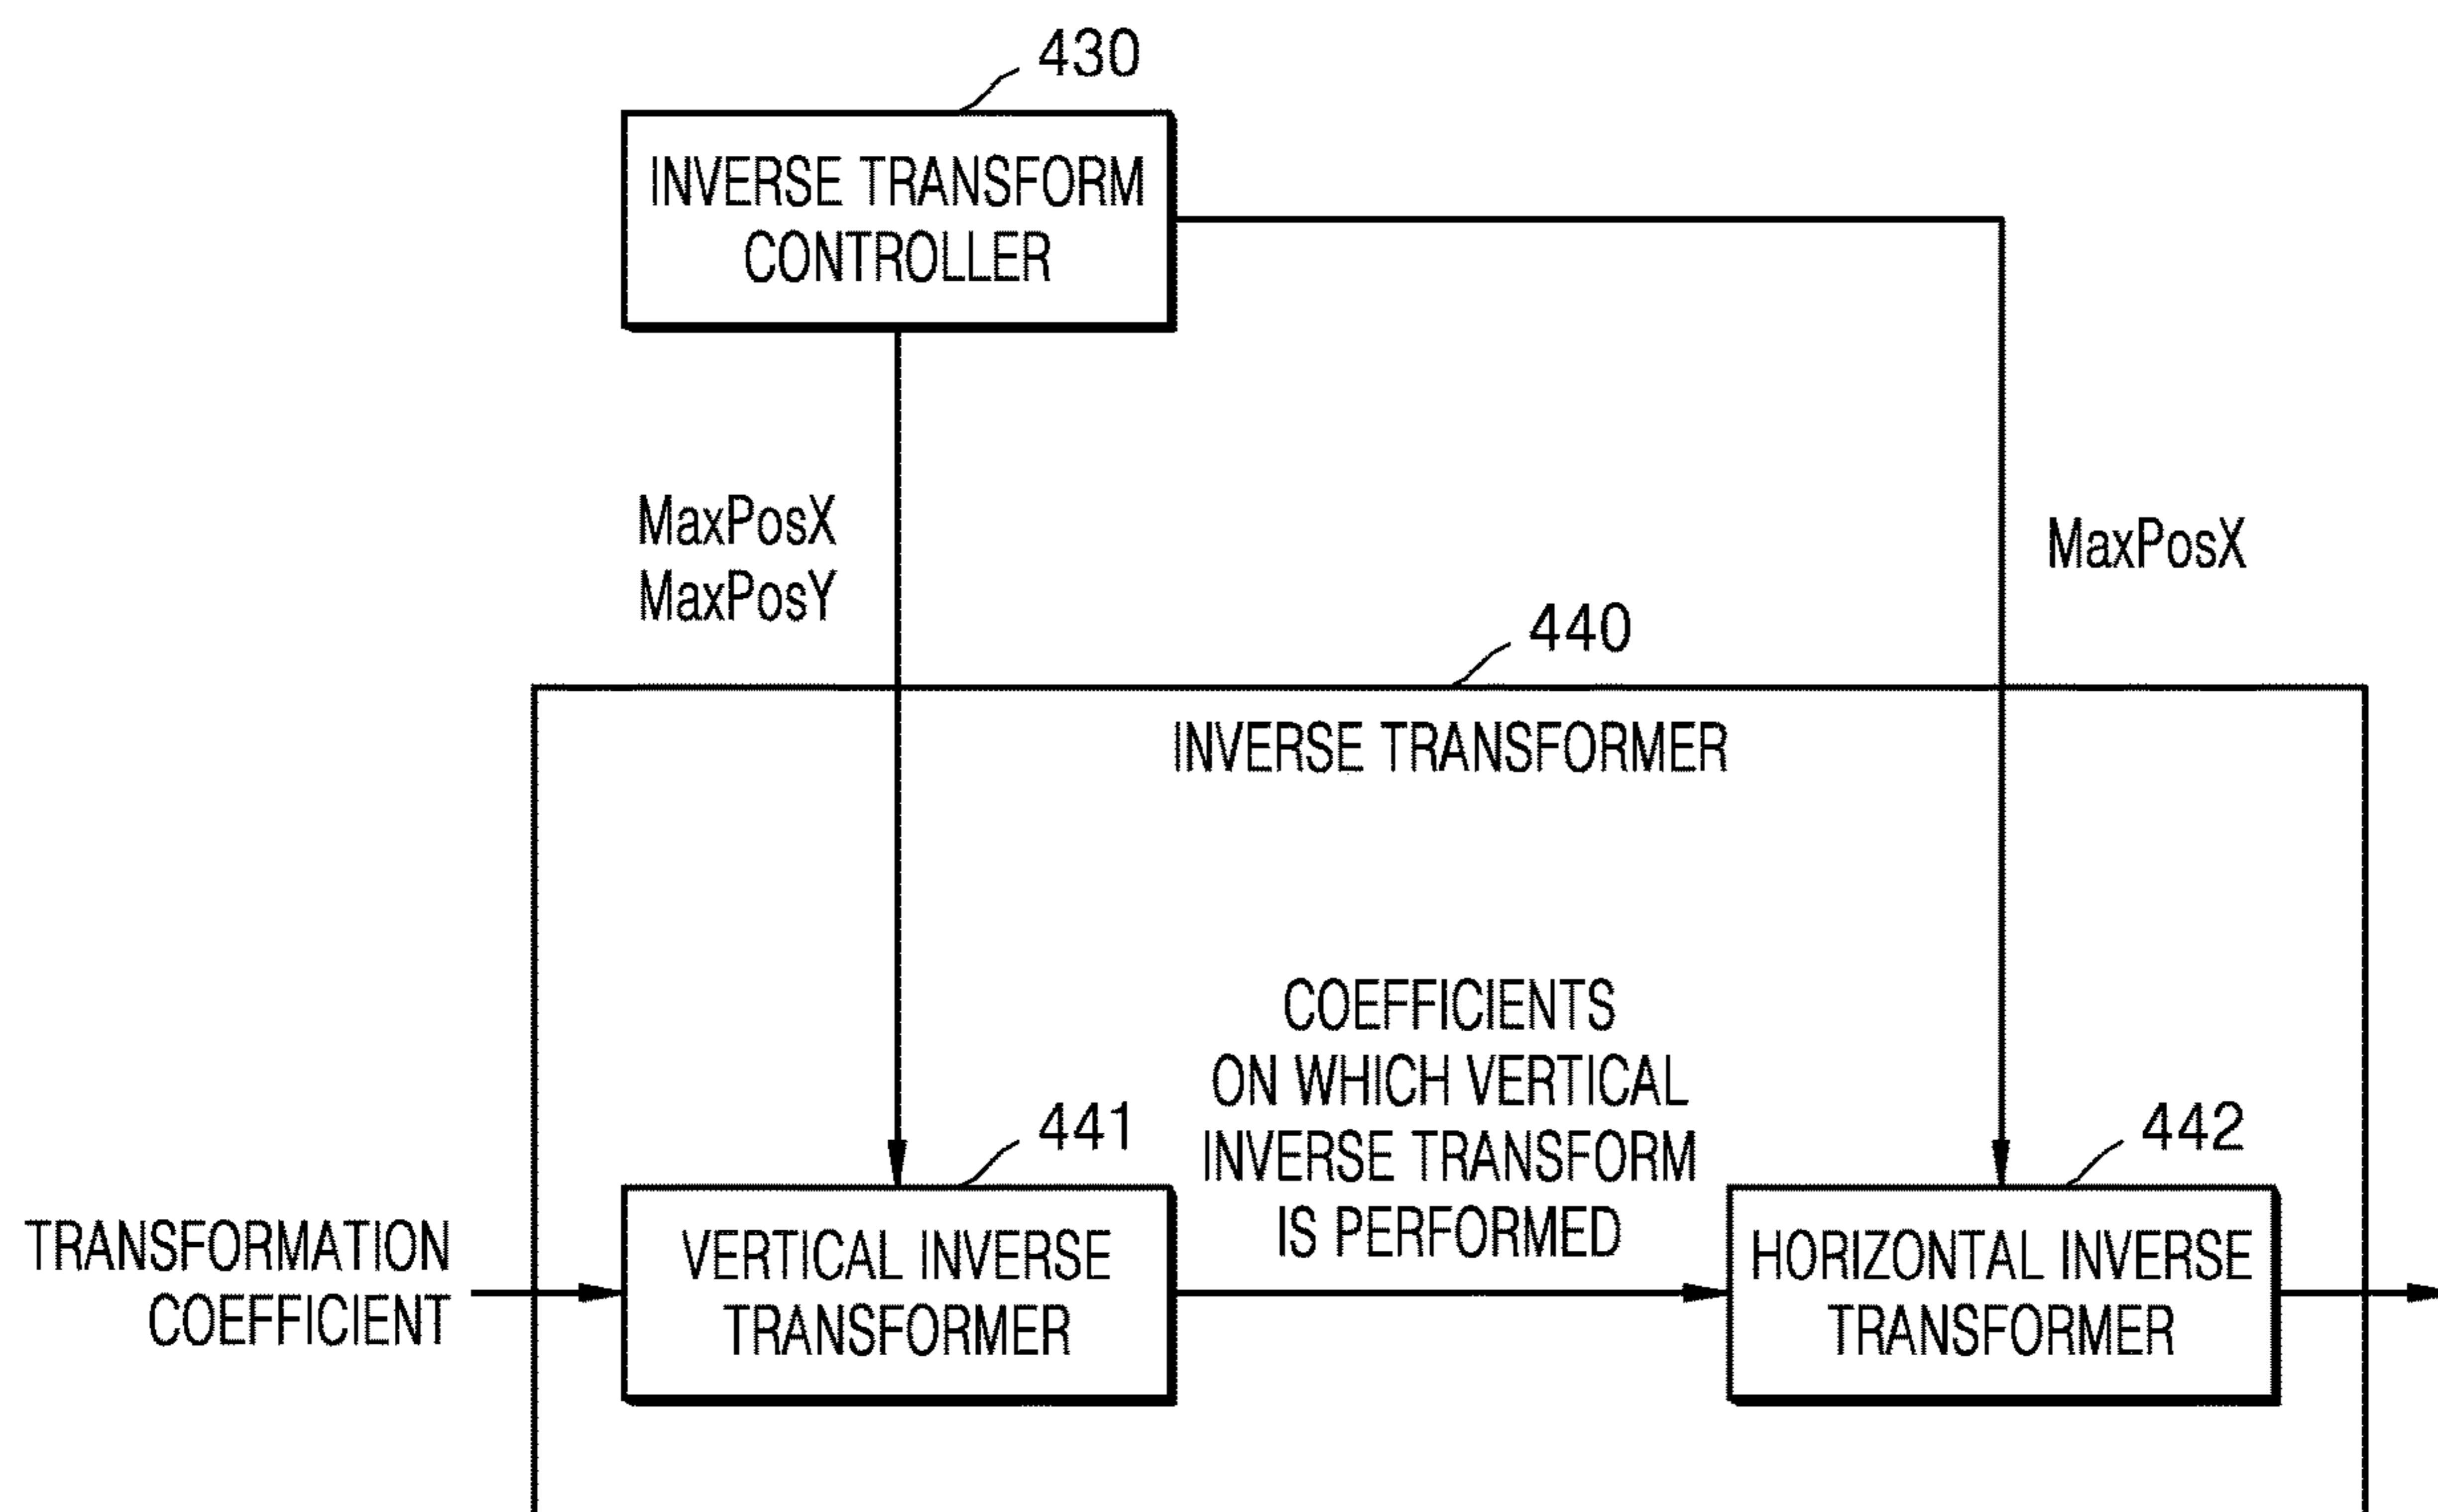 430
INVERSE TRANSFORM
CONTROLLER
MaxPosX
MaxPosY
MaxPosX
440
INVERSE TRANSFORMER
COEFFICIENTS
ON WHICH VERTICAL
INVERSE TRANSFORM
IS PERFORMED
441
442
TRANSFORMATION
COEFFICIENT
VERTICAL INVERSE
TRANSFORMER
HORIZONTAL INVERSE
TRANSFORMER